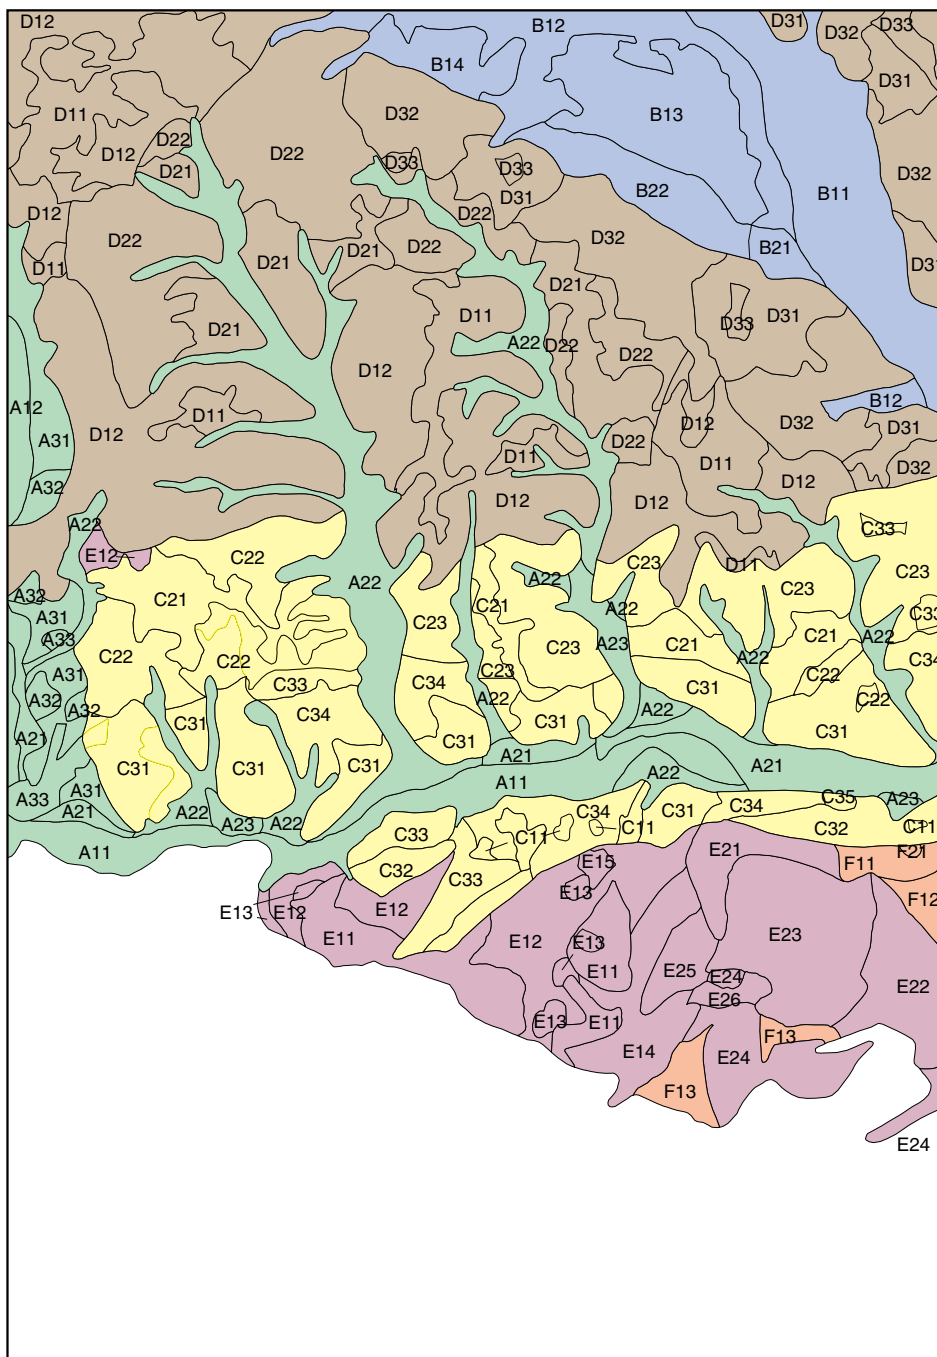 D12 B12 D31 D33
D32
B14
D31
D11 D32 B13
D22
D12 D22
D33 D33
D21 D32
B22 B11
D31
D12 D22
D22 D32
D22 D21 D22 B21
D11 D21 D31
D21
D11 D31
D21 D33
A22 D22 D22
D12
B12
A12
D11
D12 D32 D31
A31 D12
D22
D11 D11 D32
A32 D12
D12 D12
A22 C33
E12 C22
C23 D11
C23
A22 A22 C23
A32 C21
C21 A22 C33
A31 C23
C21 A22
A33 A23 C21
C23
C22 C22 A22 C34
A31 C23 C22
C34
C33 C31
A32 A22 C22
A32 A22
C34
C31 C31
A21 C31 C31
A21
C31 C31 C31 A21
A22
A11
A31
A33 C35 A23
C34
A21 A22 C31
A23 A22 C34
C11 C11 C32 C11
C33
A11 E21 F21
E15 F11
C32 C33
E13 F12
E13 E12 E12
E11 E12 E13 E23
E11 E25 E24
E22
E26
E13 E11
F13
E14 E24
F13
E24